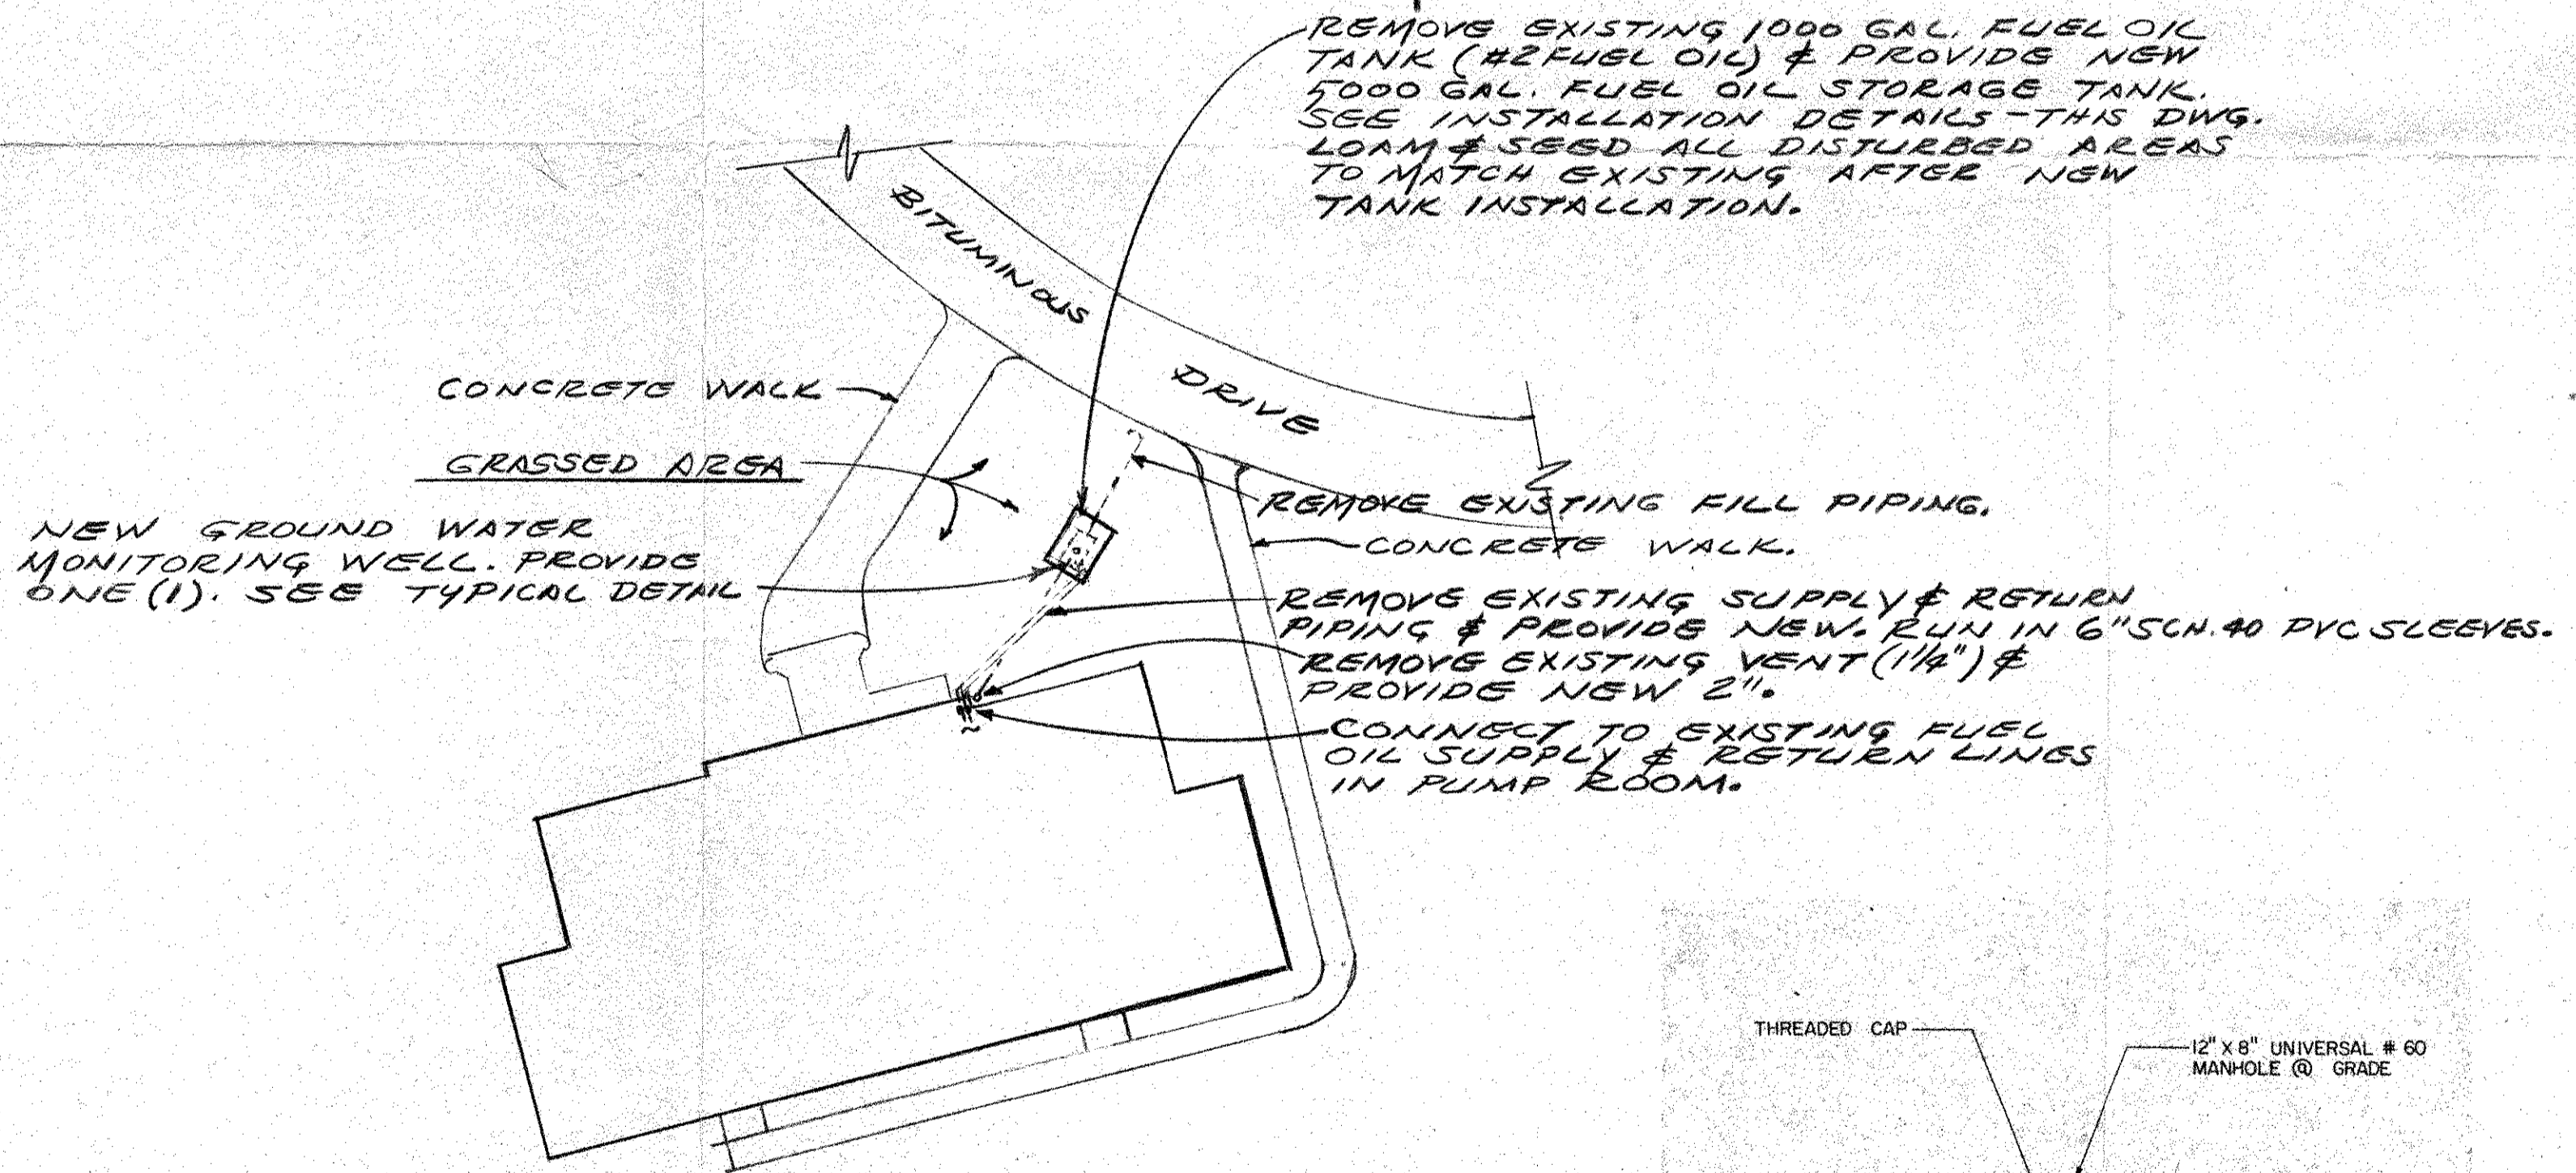 REMOVE EXISTING 1000 GAL. FUEL OIL
TANK (#2 FUEL OIL) & PROVIDE NEW
5000 GAL. FUEL OIL STORAGE TANK.
SEE INSTALLATION DETAILS - THIS DWG.
LOAM & SEED ALL DISTURBED AREAS
TO MATCH EXISTING AFTER NEW
TANK INSTALLATION.
BITUMINOUS
DRIVE
CONCRETE WALK
GRASSED AREA
NEW GROUND WATER
MONITORING WELL. PROVIDE
ONE (1). SEE TYPICAL DETAIL
REMOVE EXISTING FILL PIPING.
CONCRETE WALK.
REMOVE EXISTING SUPPLY & RETURN
PIPING & PROVIDE NEW. RUN IN 6" SCH. 40 PVC SLEEVES.
REMOVE EXISTING VENT (1 1/4") &
PROVIDE NEW 2".
CONNECT TO EXISTING FUEL
OIL SUPPLY & RETURN LINES
IN PUMP ROOM.
THREADED CAP
12" X 8" UNIVERSAL # 60
MANHOLE @ GRADE